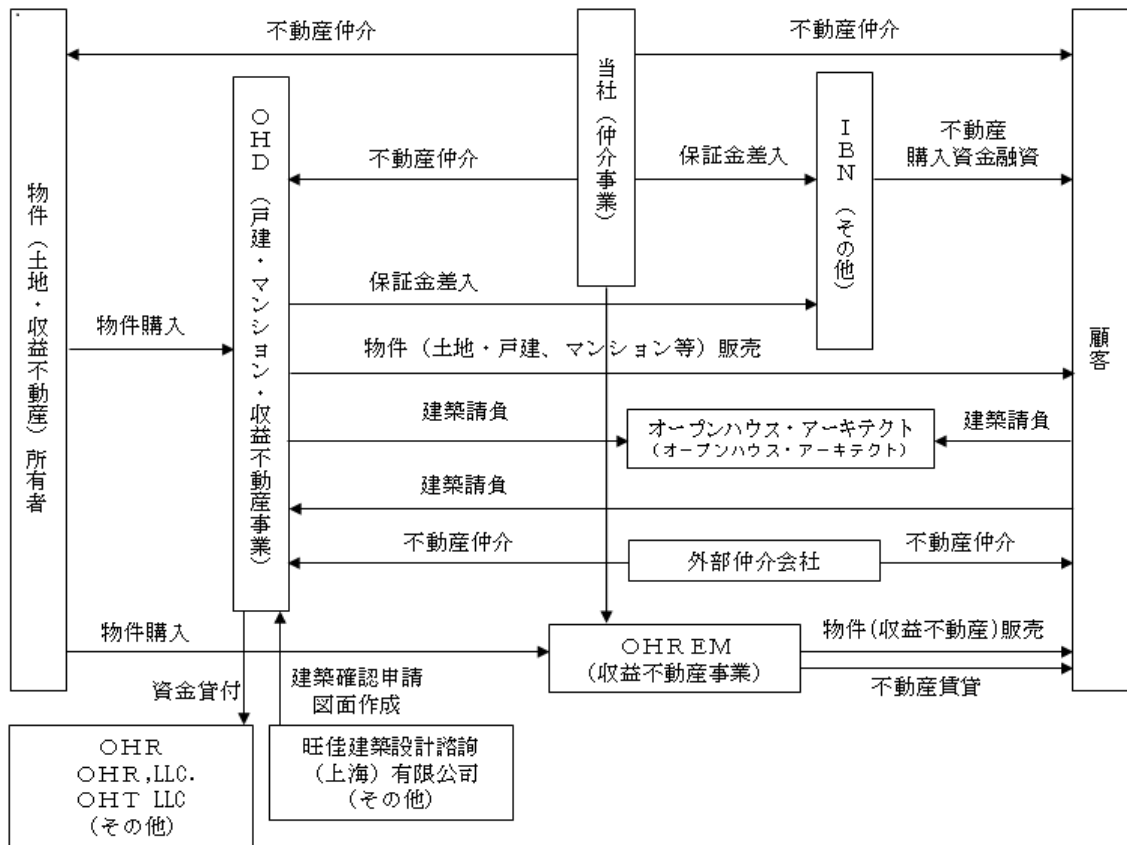 不動産仲介
不動産仲介
当社（仲介事業）
OHD（戸建・マンション・収益不動産事業）
IBN（その他）
不動産
購入資金融資
不動産仲介
保証金差入
物件（土地・収益不動産）所有者
保証金差入
顧客
物件購入
物件（土地・戸建、マンション等）販売
建築請負
オープンハウス・アーキテクト
(オープンハウス・アーキテクト)
建築請負
建築請負
不動産仲介
外部仲介会社
不動産仲介
物件購入
OHREM
(収益不動産事業)
物件(収益不動産)販売
不動産賃貸
資金貸付
建築確認申請
図面作成
OHR
OHR,LLC.
OHT LLC
(その他)
旺佳建築設計諮詢
（上海）有限公司
(その他)